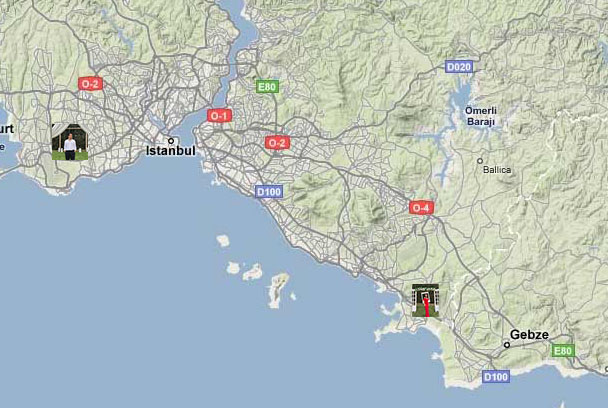 O-2
E80
D020
O-1
Ömerli
Barajı
urt
e
Istanbul
O-2
Ballica
D100
O-4
Gebze
E80
D100